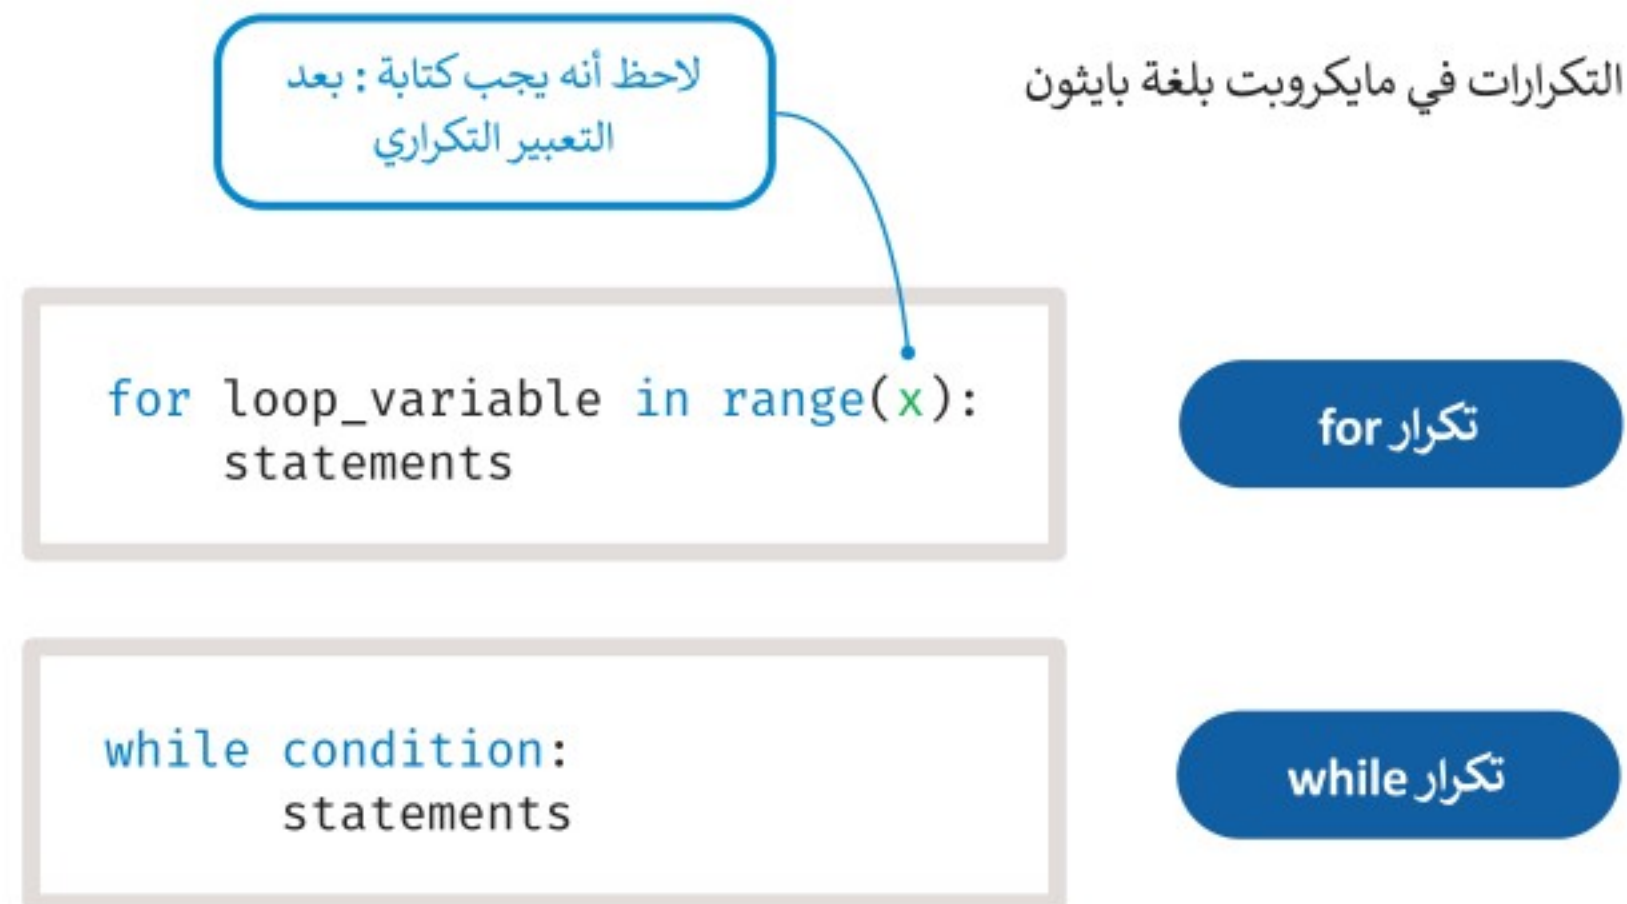 التكرارات في مايكروبت بلغة بايثون
لاحظ أنه يجب كتابة : بعد
التعبير التكراري
تكرار for
for loop_variable in range(x):
    statements
تكرار while
while condition:
      statements